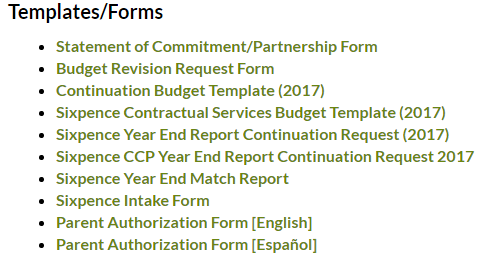 Templates/Forms
Statement of Commitment/Partnership Form
Budget Revision Request Form
Continuation Budget Template (2017)
Sixpence Contractual Services Budget Template (2017)
Sixpence Year End Report Continuation Request (2017)
Sixpence CCP Year End Report Continuation Request 2017
Sixpence Year End Match Report
Sixpence Intake Form
Parent Authorization Form [English]
Parent Authorization Form [Español]